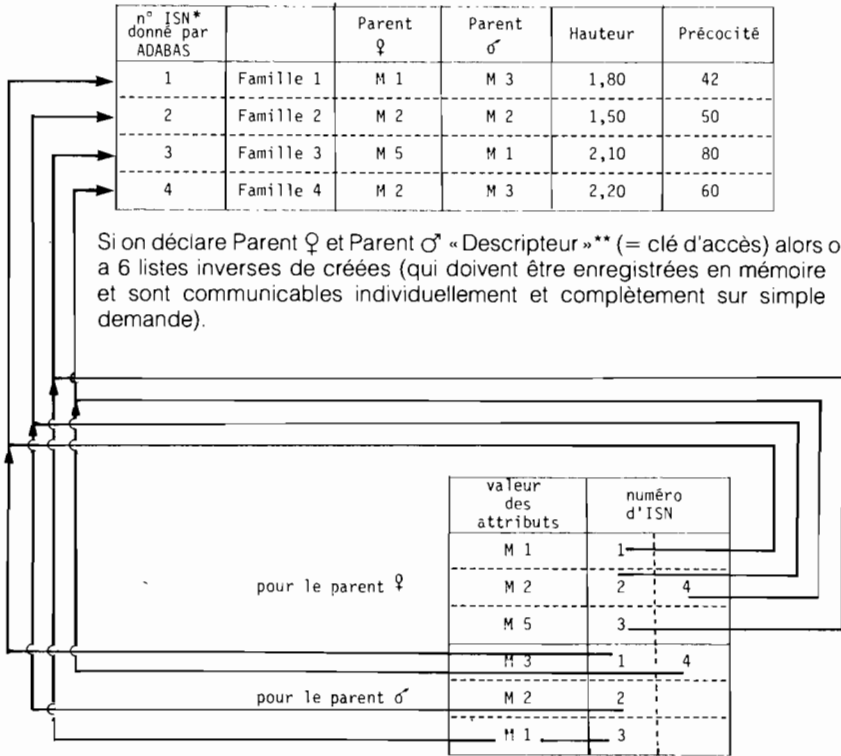 n° ISN* donné par ADABAS Parent ♀ Parent ♂ Hauteur Précocité
1 Famille 1 M 1 M 3 1,80 42
2 Famille 2 M 2 M 2 1,50 50
3 Famille 3 M 5 M 1 2,10 80
4 Famille 4 M 2 M 3 2,20 60
Si on déclare Parent ♀ et Parent ♂ « Descripteur »** (= clé d'accès) alors o
a 6 listes inverses de créées (qui doivent être enregistrées en mémoire
et sont communicables individuellement et complètement sur simple
demande).
valeur des attributs numéro d'ISN
M 1 1
pour le parent ♀ M 2 2 4
M 5 3
M 3 1 4
pour le parent ♂ M 2 2
M 1 3